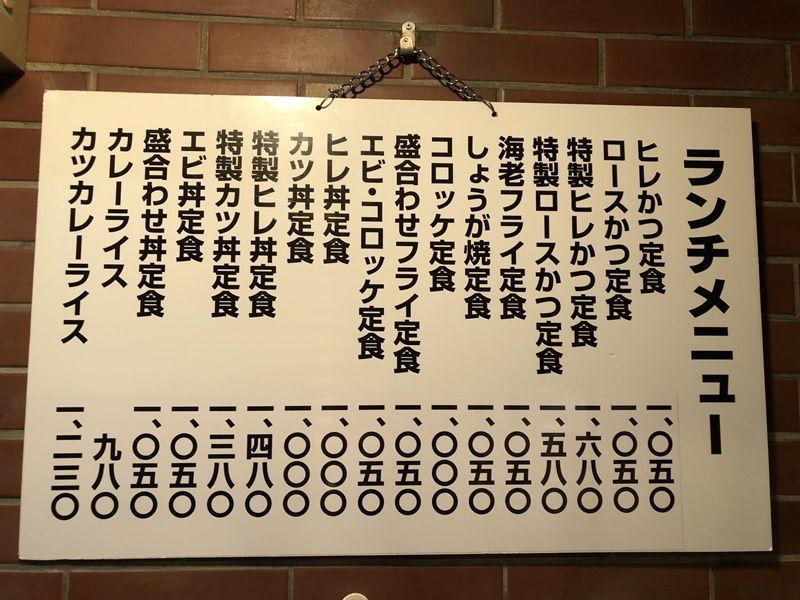 ランチメニュー
ヒレかつ定食 一、〇五〇
ロースかつ定食 一、〇五〇
特製ヒレかつ定食 一、六八〇
特製ロースかつ定食 一、五八〇
海老フライ定食 一、〇五〇
しょうが焼定食 一、〇五〇
コロッケ定食 一、〇〇〇
盛合わせフライ定食 一、〇五〇
エビ・コロッケ定食 一、〇五〇
ヒレ丼定食 一、〇〇〇
カツ丼定食 一、〇〇〇
特製ヒレ丼定食 一、四八〇
特製カツ丼定食 一、三八〇
エビ丼定食 一、〇五〇
盛合わせ丼定食 一、〇五〇
カレーライス 九八〇
カツカレーライス 一、二三〇